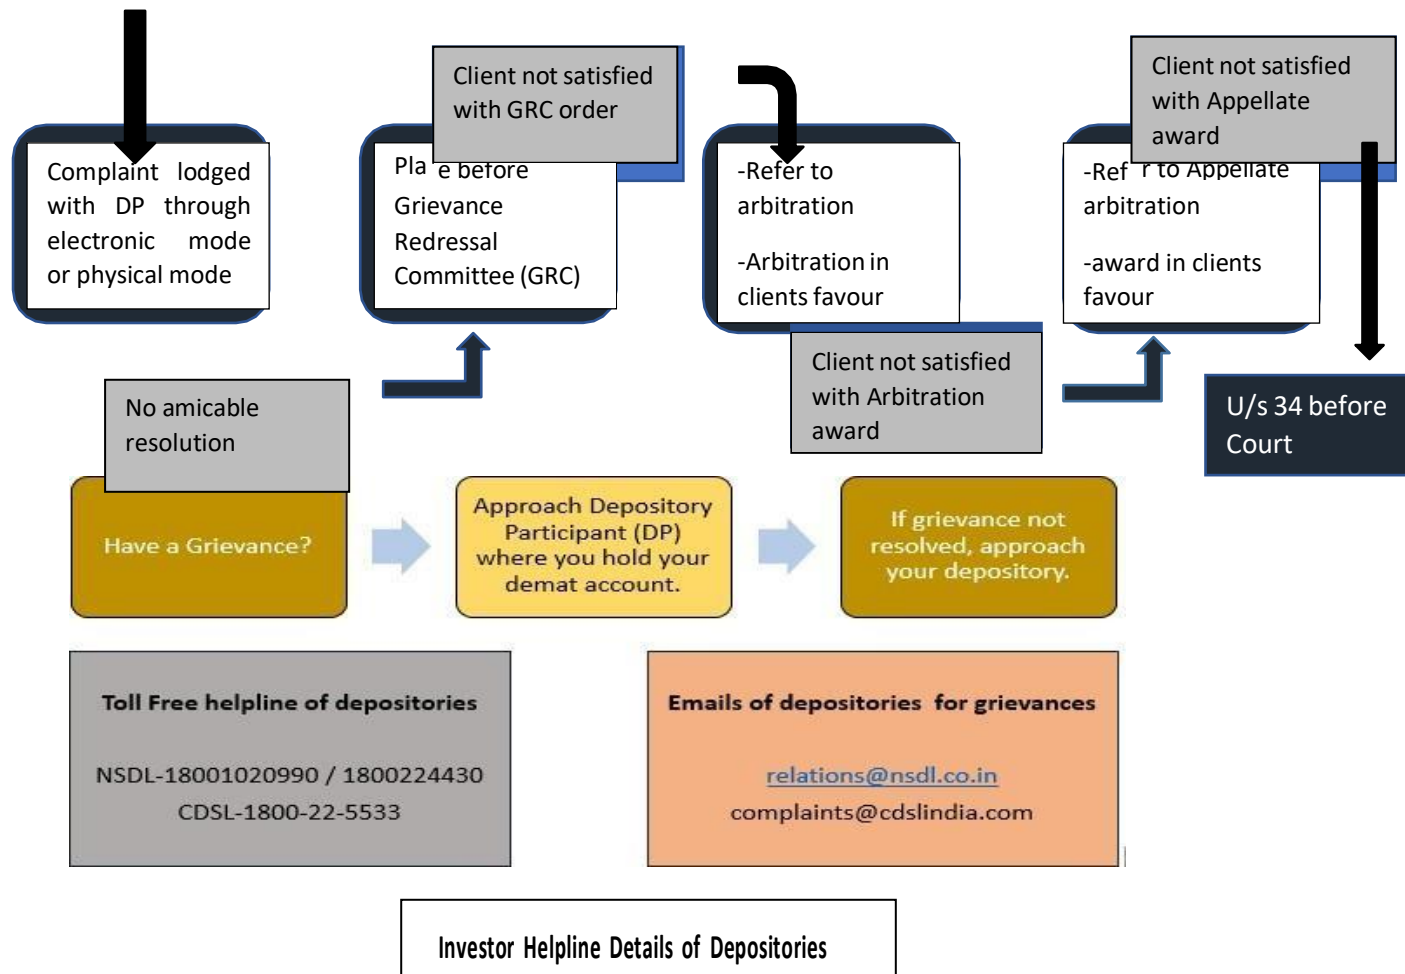 Client not satisfied
with GRC order
Client not satisfied
with Appellate
award
Complaint lodged
with DP through
electronic mode
or physical mode
Pla e before
Grievance
Redressal
Committee (GRC)
-Refer to
arbitration
-Arbitration in
clients favour
-Ref r to Appellate
arbitration
-award in clients
favour
No amicable
resolution
Client not satisfied
with Arbitration
award
U/s 34 before
Court
Have a Grievance?
Approach Depository
Participant (DP)
where you hold your
demat account.
If grievance not
resolved, approach
your depository.
Toll Free helpline of depositories
NSDL-18001020990 / 1800224430
CDSL-1800-22-5533
Emails of depositories for grievances
relations@nsdl.co.in
complaints@cdslindia.com
Investor Helpline Details of Depositories